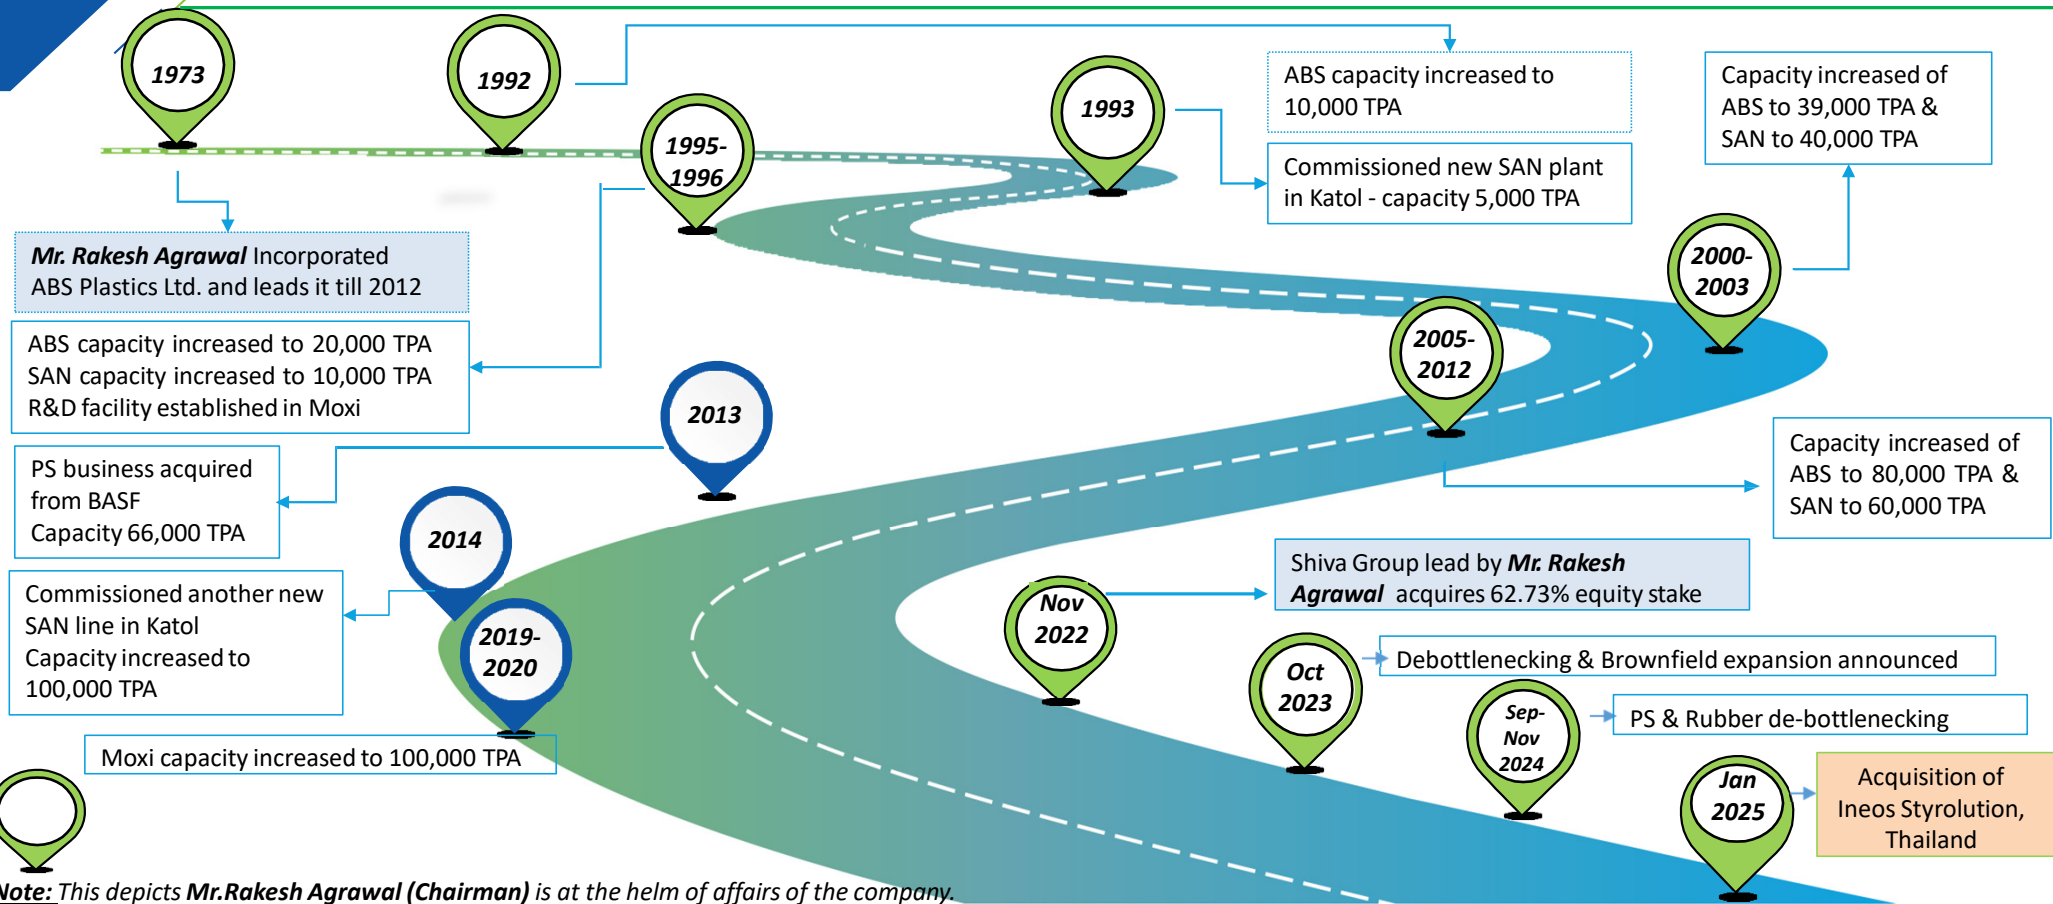 1973
1992
1993
1995-
1996
ABS capacity increased to
10,000 TPA
Capacity increased of
ABS to 39,000 TPA &
SAN to 40,000 TPA
Commissioned new SAN plant
in Katol - capacity 5,000 TPA
Mr. Rakesh Agrawal Incorporated
ABS Plastics Ltd. and leads it till 2012
2000-
2003
ABS capacity increased to 20,000 TPA
SAN capacity increased to 10,000 TPA
R&D facility established in Moxi
2005-
2012
2013
Capacity increased of
ABS to 80,000 TPA &
SAN to 60,000 TPA
PS business acquired
from BASF
Capacity 66,000 TPA
2014
Commissioned another new
SAN line in Katol
Capacity increased to
100,000 TPA
2019-
2020
Moxi capacity increased to 100,000 TPA
Nov
2022
Shiva Group lead by Mr. Rakesh
Agrawal acquires 62.73% equity stake
Oct
2023
Debottlenecking & Brownfield expansion announced
Sep-
Nov
2024
PS & Rubber de-bottlenecking
Jan
2025
Acquisition of
Ineos Styrolution,
Thailand
Note: This depicts Mr.Rakesh Agrawal (Chairman) is at the helm of affairs of the company.